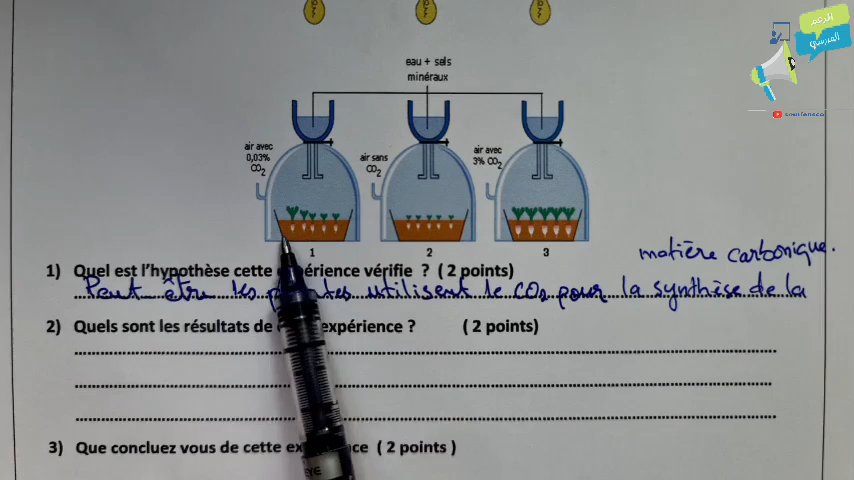 الدعم
المدرسي
eau + sels
minéraux
air avec
0,03%
CO2
air sans
CO2
air avec
3% CO2
1
2
3
matière carbonique.
1) Quel est l'hypothèse cette expérience vérifie ? ( 2 points)
Peut être les plantes utilisent le CO2 pour la synthèse de la
2) Quels sont les résultats de expérience ? ( 2 points)
3) Que concluez vous de cette expérience ( 2 points )
EYE